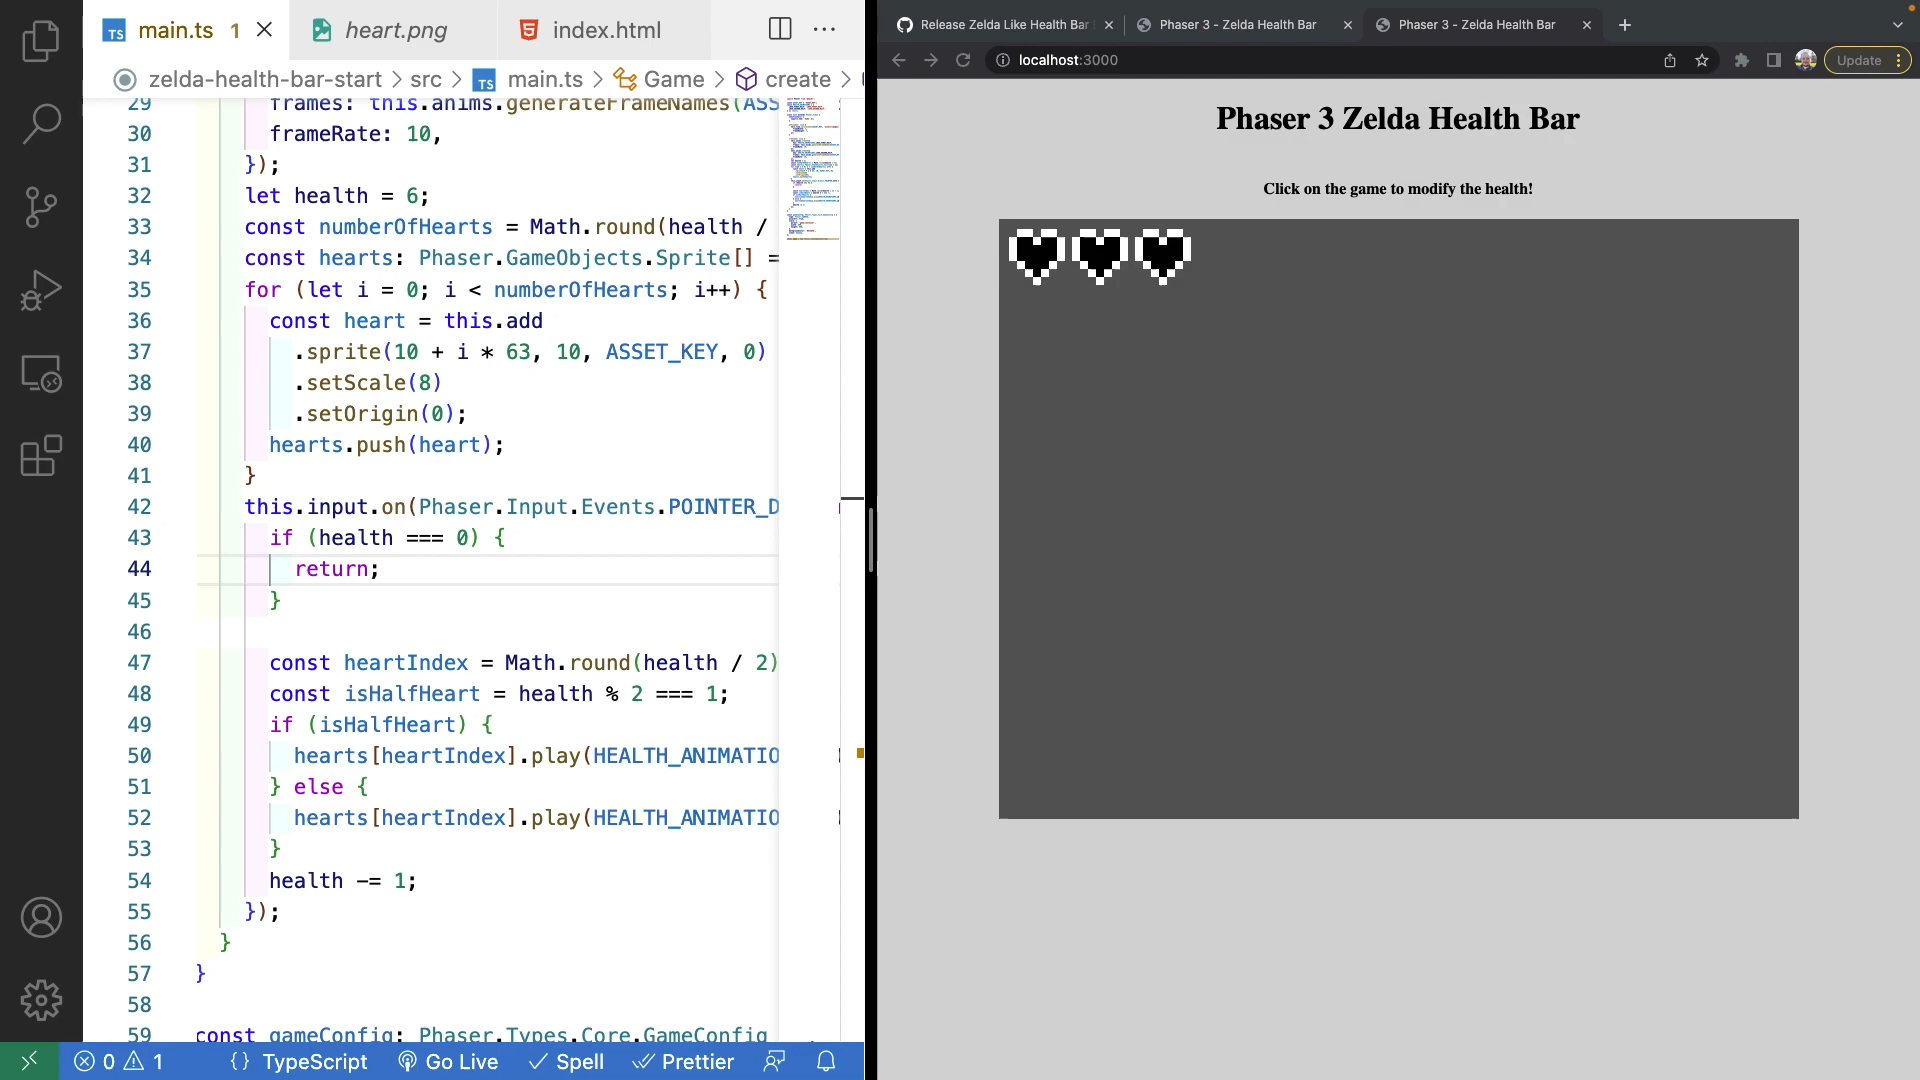 main.ts 1
heart.png
index.html
zelda-health-bar-start > src > TS main.ts > Game > create >
29 frames: this.anims.generateFrameNames(ASS
30 frameRate: 10,
31 });
32 let health = 6;
33 const numberOfHearts = Math.round(health /
34 const hearts: Phaser.GameObjects.Sprite[] =
35 for (let i = 0; i < numberOfHearts; i++) {
36 const heart = this.add
37 .sprite(10 + i * 63, 10, ASSET_KEY, 0)
38 .setScale(8)
39 .setOrigin(0);
40 hearts.push(heart);
41 }
42 this.input.on(Phaser.Input.Events.POINTER_D
43 if (health === 0) {
44 return;
45 }
46
47 const heartIndex = Math.round(health / 2)
48 const isHalfHeart = health % 2 === 1;
49 if (isHalfHeart) {
50 hearts[heartIndex].play(HEALTH_ANIMATIO
51 } else {
52 hearts[heartIndex].play(HEALTH_ANIMATIO
53 }
54 health -= 1;
55 });
56 }
57 }
58
59 const gameConfig: Phaser.Types.Core.GameConfig
0 1 {} TypeScript Go Live Spell Prettier
Release Zelda Like Health Bar
Phaser 3 - Zelda Health Bar
Phaser 3 - Zelda Health Bar
localhost:3000
Update
Phaser 3 Zelda Health Bar
Click on the game to modify the health!